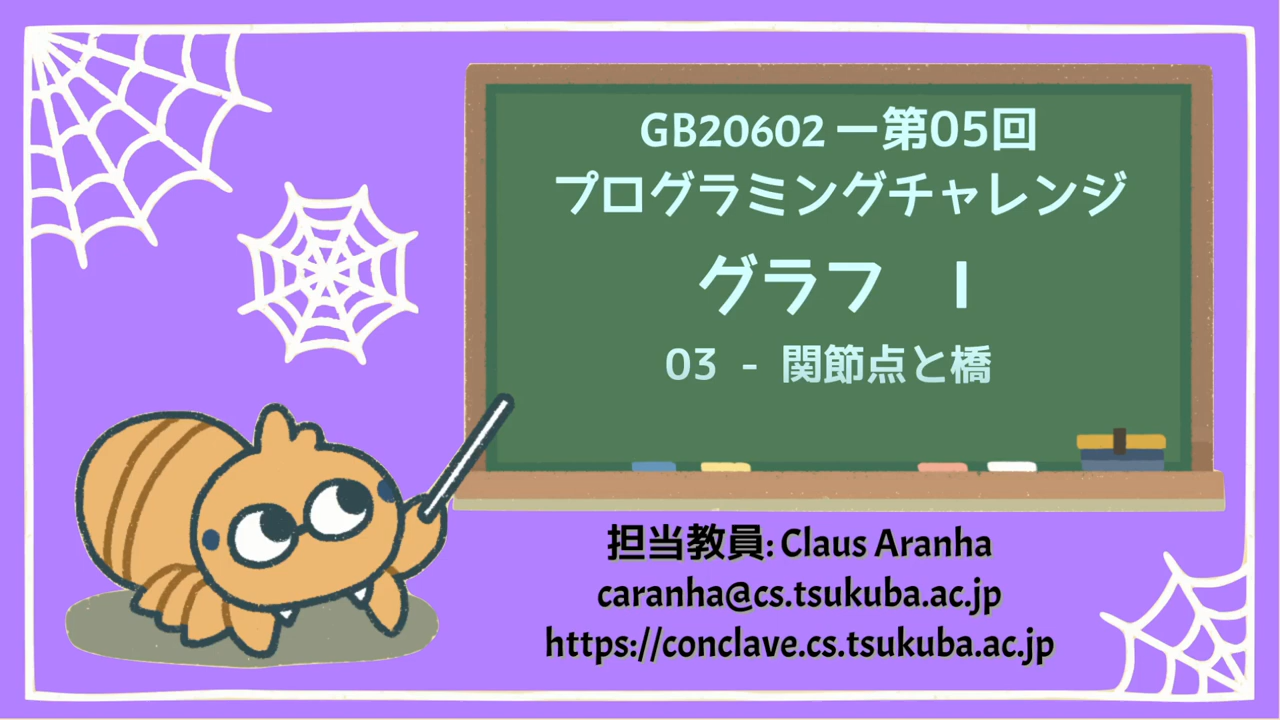 GB20602 ー第05回
プログラミングチャレンジ
グラフ I
03 - 関節点と橋
担当教員: Claus Aranha
caranha@cs.tsukuba.ac.jp
https://conclave.cs.tsukuba.ac.jp